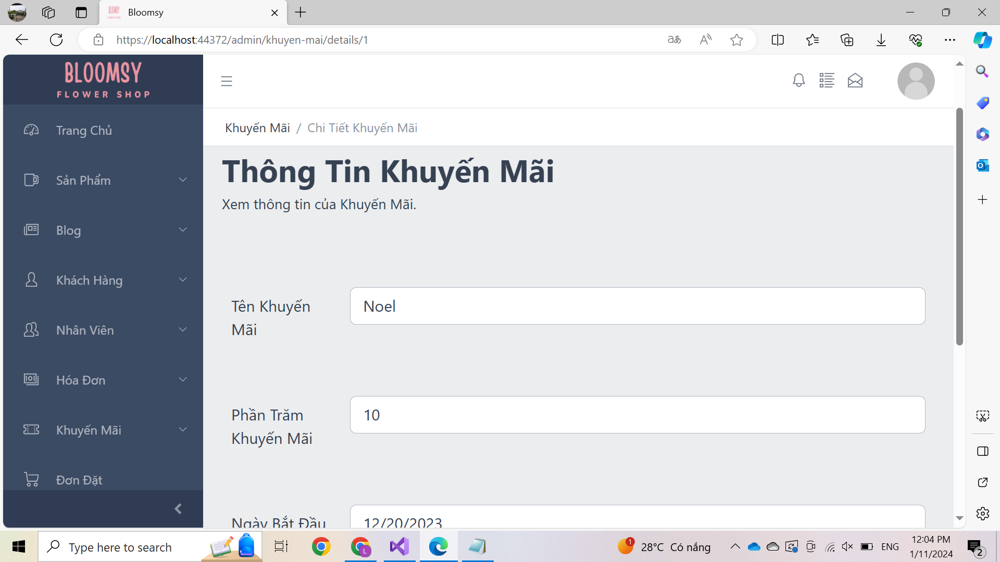 Bloomsy
https://localhost:44372/admin/khuyen-mai/details/1
BLOOMSY
FLOWER SHOP
Trang Chủ
Sản Phẩm
Blog
Khách Hàng
Nhân Viên
Hóa Đơn
Khuyến Mãi
Đơn Đặt
Khuyến Mãi / Chi Tiết Khuyến Mãi
Thông Tin Khuyến Mãi
Xem thông tin của Khuyến Mãi.
Tên Khuyến
Mãi
Noel
Phần Trăm
Khuyến Mãi
10
Ngày Bắt Đầu
12/20/2023
Type here to search
L
1
28°C Có nắng
ENG
12:04 PM
1/11/2024
2